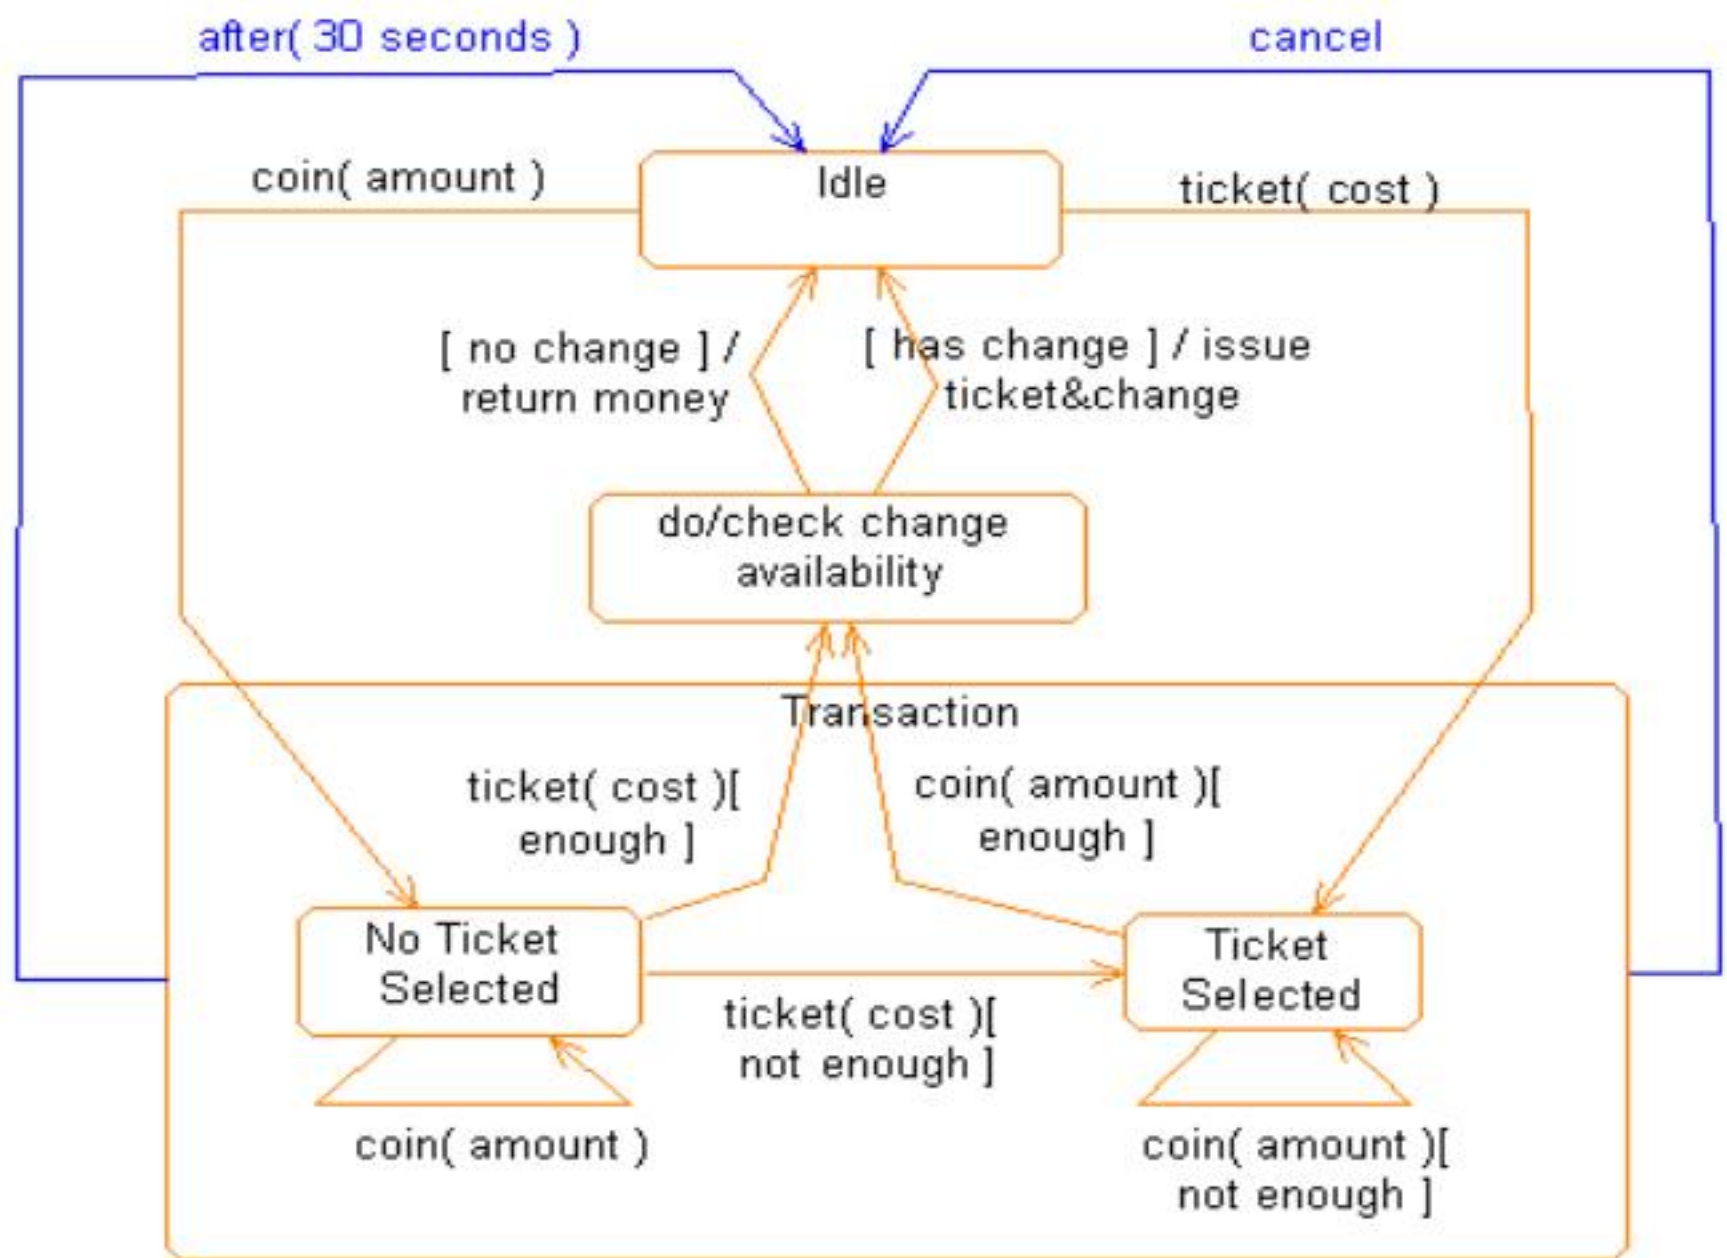 after( 30 seconds )
cancel
coin( amount )
Idle
ticket( cost )
[ no change ] /
return money
[ has change ] / issue
ticket&change
do/check change
availability
Transaction
ticket( cost )[
enough ]
coin( amount )[
enough ]
No Ticket
Selected
Ticket
Selected
ticket( cost )[
not enough ]
coin( amount )
coin( amount )[
not enough ]